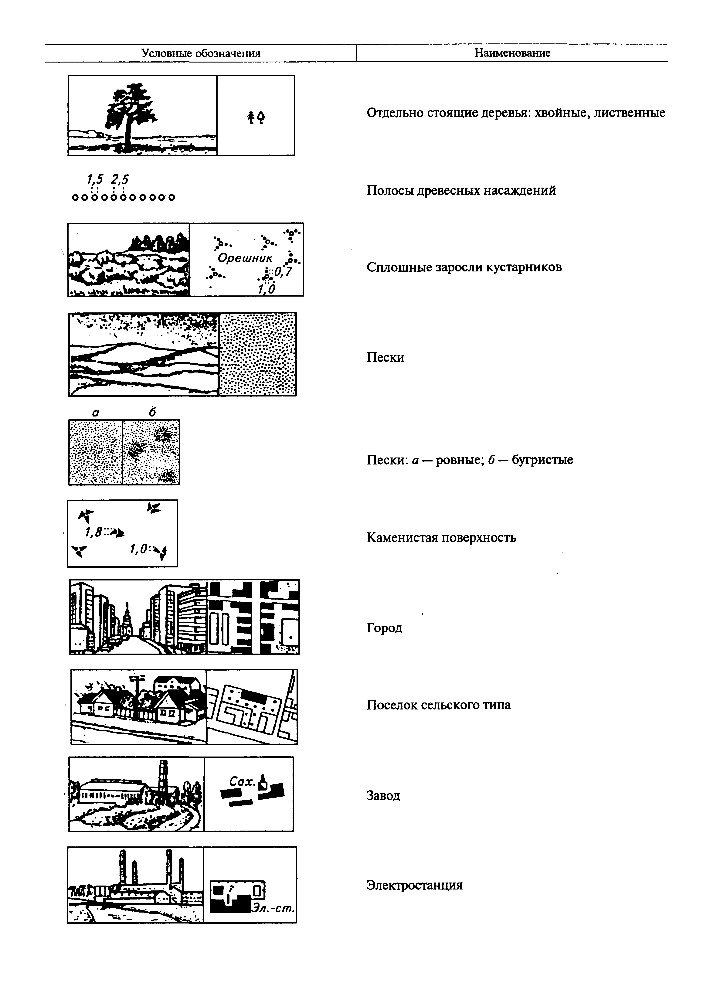 Условные обозначения
Наименование
Отдельно стоящие деревья: хвойные, лиственные
1,5 2,5
Полосы древесных насаждений
Орешник
0,7
1,0
Сплошные заросли кустарников
Пески
а б
Пески: а — ровные; б — бугристые
1,8
1,0
Каменистая поверхность
Город
Поселок сельского типа
Сах.
Завод
Эл.-ст.
Электростанция